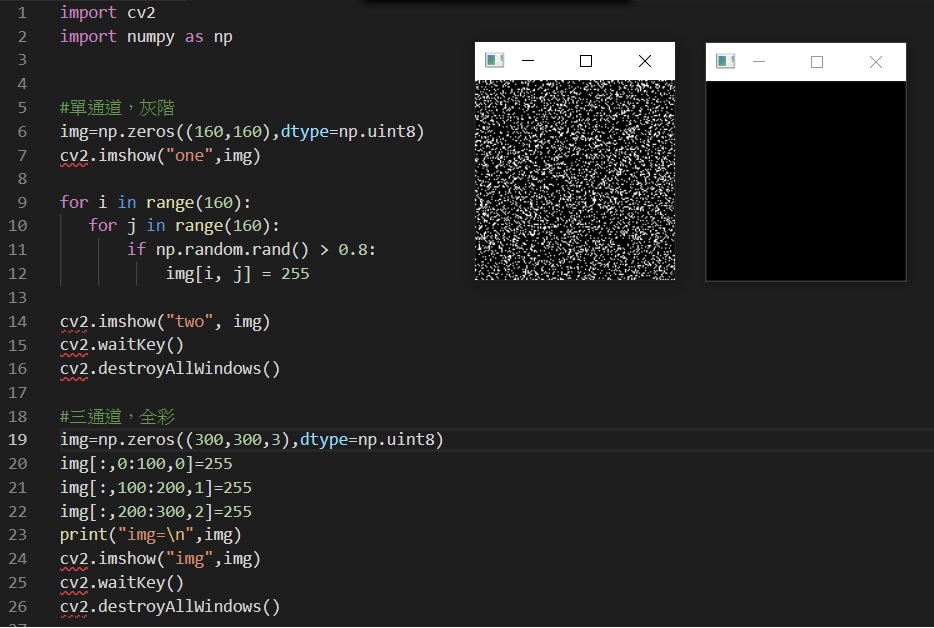 1 import cv2
2 import numpy as np
3
4
5 #單通道，灰階
6 img=np.zeros((160,160),dtype=np.uint8)
7 cv2.imshow("one",img)
8
9 for i in range(160):
10    for j in range(160):
11        if np.random.rand() > 0.8:
12            img[i, j] = 255
13
14 cv2.imshow("two", img)
15 cv2.waitKey()
16 cv2.destroyAllWindows()
17
18 #三通道，全彩
19 img=np.zeros((300,300,3),dtype=np.uint8)
20 img[:,0:100,0]=255
21 img[:,100:200,1]=255
22 img[:,200:300,2]=255
23 print("img=\n",img)
24 cv2.imshow("img",img)
25 cv2.waitKey()
26 cv2.destroyAllWindows()